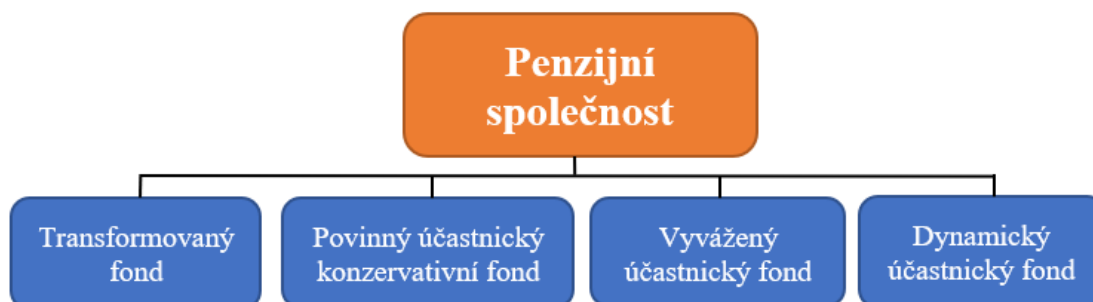 Penzijní
společnost
Transformovaný
fond
Povinný účastnický
konzervativní fond
Vyvážený
účastnický fond
Dynamický
účastnický fond